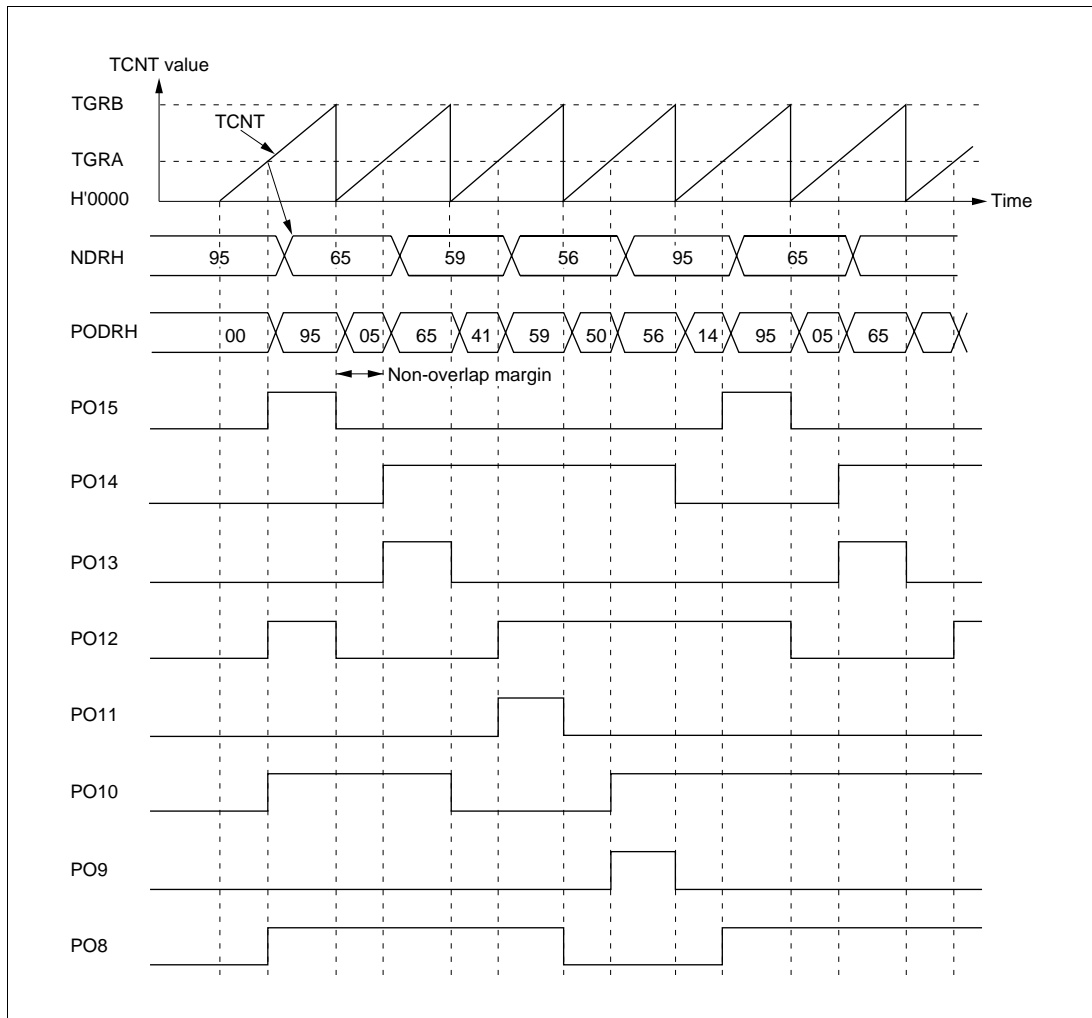 TCNT value
TGRB
TCNT
TGRA
H'0000
Time
NDRH 95 65 59 56 95 65
PODRH 00 95 05 65 41 59 50 56 14 95 05 65
Non-overlap margin
PO15
PO14
PO13
PO12
PO11
PO10
PO9
PO8